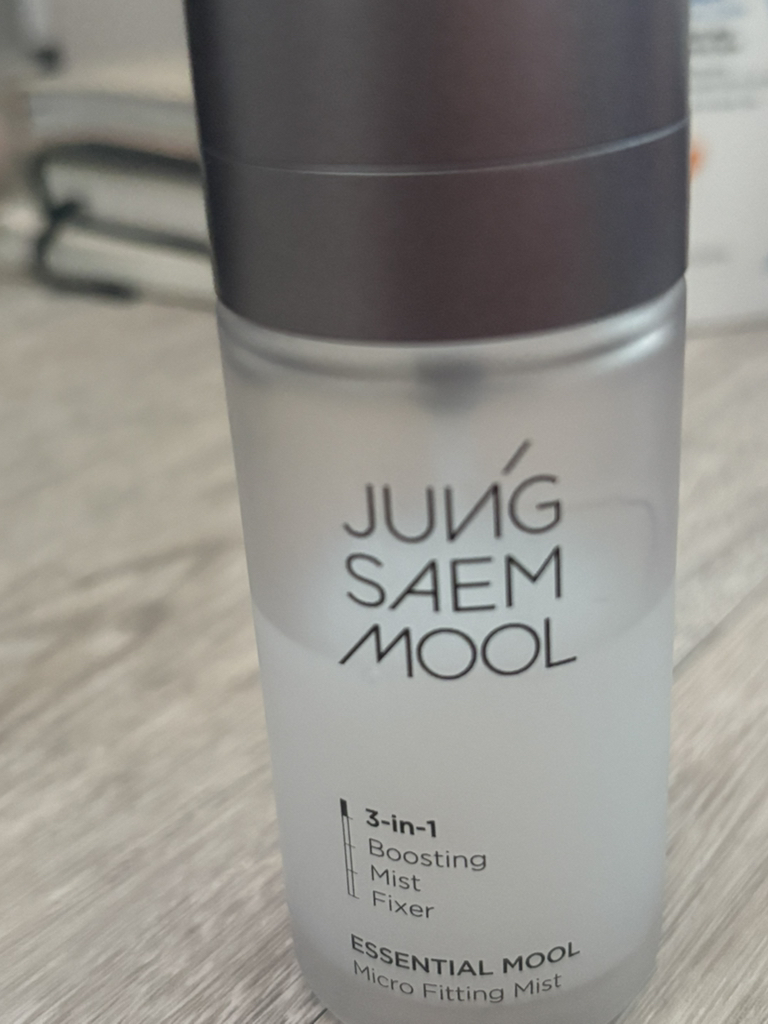 JUNG
SAEM
MOOL
3-in-1
Boosting
Mist
Fixer
ESSENTIAL MOOL
Micro Fitting Mist